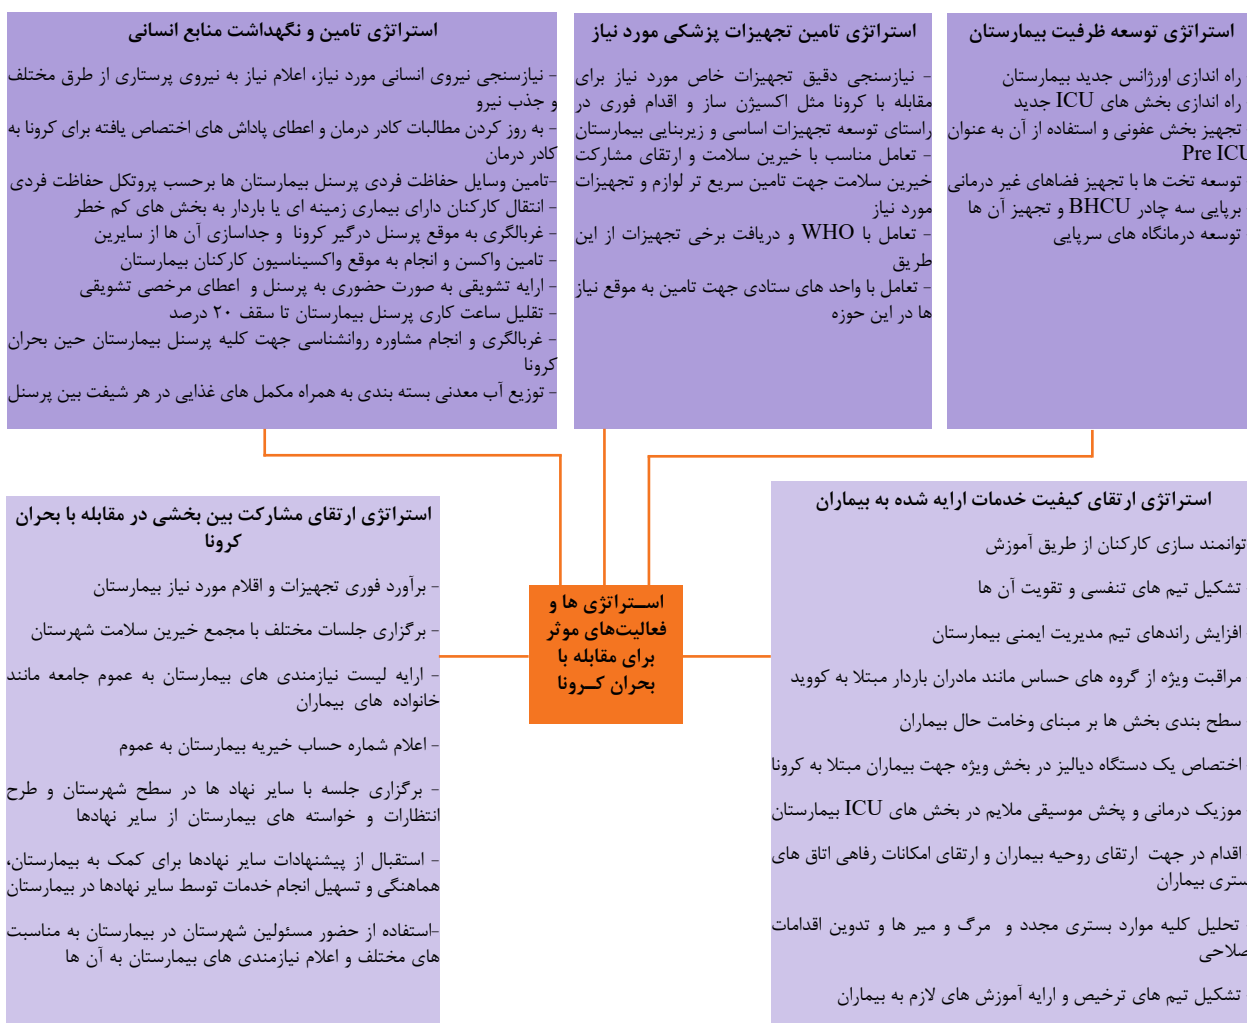 استراتژی توسعه ظرفیت بیمارستان
راه اندازی اورژانس جدید بیمارستان
راه اندازی بخش های ICU جدید
تجهیز بخش عفونی و استفاده از آن به عنوان
Pre ICU
توسعه تخت ها با تجهیز فضاهای غیر درمانی
برپایی سه چادر BHCU و تجهیز آن ها
توسعه درمانگاه های سرپایی
استراتژی تامین تجهیزات پزشکی مورد نیاز
- نیازسنجی دقیق تجهیزات خاص مورد نیاز برای
مقابله با کرونا مثل اکسیژن ساز و اقدام فوری در
راستای توسعه تجهیزات اساسی و زیربنایی بیمارستان
- تعامل مناسب با خیرین سلامت و ارتقای مشارکت
خیرین سلامت جهت تامین سریع تر لوازم و تجهیزات
مورد نیاز
- تعامل با WHO و دریافت برخی تجهیزات از این
طریق
- تعامل با واحد های ستادی جهت تامین به موقع نیاز
ها در این حوزه
استراتژی تامین و نگهداشت منابع انسانی
- نیازسنجی نیروی انسانی مورد نیاز، اعلام نیاز به نیروی پرستاری از طرق مختلف
و جذب نیرو
- به روز کردن مطالبات کادر درمان و اعطای پاداش های اختصاص یافته برای کرونا به
کادر درمان
-تامین وسایل حفاظت فردی پرسنل بیمارستان ها برحسب پروتکل حفاظت فردی
- انتقال کارکنان دارای بیماری زمینه ای یا باردار به بخش های کم خطر
- غربالگری به موقع پرسنل درگیر کرونا و جداسازی آن ها از سایرین
- تامین واکسن و انجام به موقع واکسیناسیون کارکنان بیمارستان
- ارایه تشویقی به صورت حضوری به پرسنل و اعطای مرخصی تشویقی
- تقلیل ساعت کاری پرسنل بیمارستان تا سقف ۲۰ درصد
- غربالگری و انجام مشاوره روانشناسی جهت کلیه پرسنل بیمارستان حین بحران
کرونا
- توزیع آب معدنی بسته بندی به همراه مکمل های غذایی در هر شیفت بین پرسنل
استراتژی ارتقای کیفیت خدمات ارایه شده به بیماران
توانمند سازی کارکنان از طریق آموزش
تشکیل تیم های تنفسی و تقویت آن ها
افزایش راندهای تیم مدیریت ایمنی بیمارستان
مراقبت ویژه از گروه های حساس مانند مادران باردار مبتلا به کووید
سطح بندی بخش ها بر مبنای وخامت حال بیماران
اختصاص یک دستگاه دیالیز در بخش ویژه جهت بیماران مبتلا به کرونا
موزیک درمانی و پخش موسیقی ملایم در بخش های ICU بیمارستان
اقدام در جهت ارتقای روحیه بیماران و ارتقای امکانات رفاهی اتاق های
ستری بیماران
تحلیل کلیه موارد بستری مجدد و مرگ و میر ها و تدوین اقدامات
صلاحی
تشکیل تیم های ترخیص و ارایه آموزش های لازم به بیماران
اســتراتژی ها و
فعالیت‌های موثر
برای مقابله با
بحران کــرونا
استراتژی ارتقای مشارکت بین بخشی در مقابله با بحران
کرونا
- برآورد فوری تجهیزات و اقلام مورد نیاز بیمارستان
- برگزاری جلسات مختلف با مجمع خیرین سلامت شهرستان
- ارایه لیست نیازمندی های بیمارستان به عموم جامعه مانند
خانواده های بیماران
- اعلام شماره حساب خیریه بیمارستان به عموم
- برگزاری جلسه با سایر نهاد ها در سطح شهرستان و طرح
انتظارات و خواسته های بیمارستان از سایر نهادها
- استقبال از پیشنهادات سایر نهادها برای کمک به بیمارستان،
هماهنگی و تسهیل انجام خدمات توسط سایر نهادها در بیمارستان
-استفاده از حضور مسئولین شهرستان در بیمارستان به مناسبت
های مختلف و اعلام نیازمندی های بیمارستان به آن ها